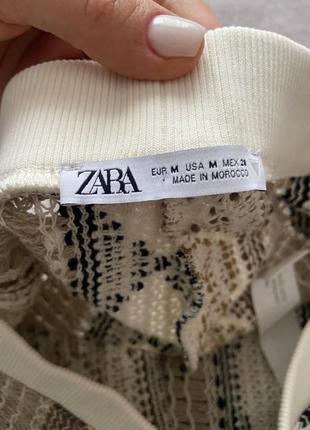 ZARA
EUR M USA M MEX 28
MADE IN MOROCCO